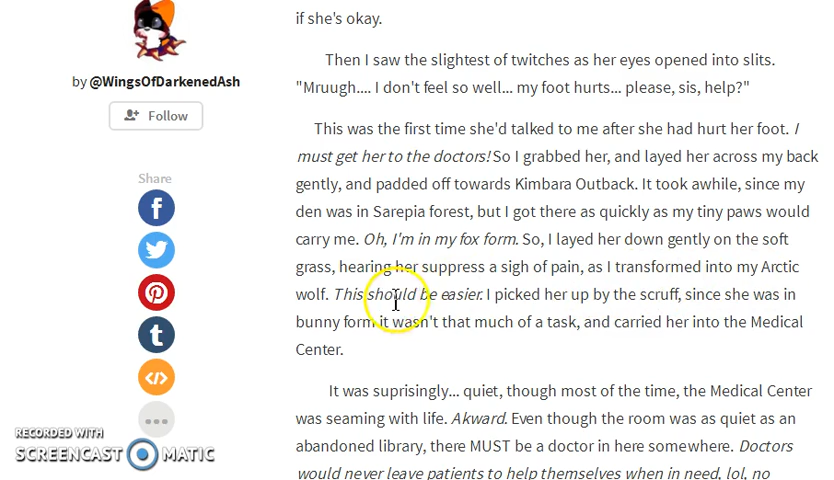 if she's okay.
Then I saw the slightest of twitches as her eyes opened into slits.
"Mruugh.... I don't feel so well... my foot hurts... please, sis, help?"
This was the first time she'd talked to me after she had hurt her foot. I
must get her to the doctors! So I grabbed her, and layed her across my back
gently, and padded off towards Kimbara Outback. It took awhile, since my
den was in Sarepia forest, but I got there as quickly as my tiny paws would
carry me. Oh, I'm in my fox form. So, I layed her down gently on the soft
grass, hearing her suppress a sigh of pain, as I transformed into my Arctic
wolf. This should be easier. I picked her up by the scruff, since she was in
bunny form it wasn't that much of a task, and carried her into the Medical
Center.
It was suprisingly... quiet, though most of the time, the Medical Center
was seaming with life. Akward. Even though the room was as quiet as an
abandoned library, there MUST be a doctor in here somewhere. Doctors
would never leave patients to help themselves when in need, lol, no
by @WingsOfDarkenedAsh
Follow
Share
RECORDED WITH
SCREENCAST MATIC